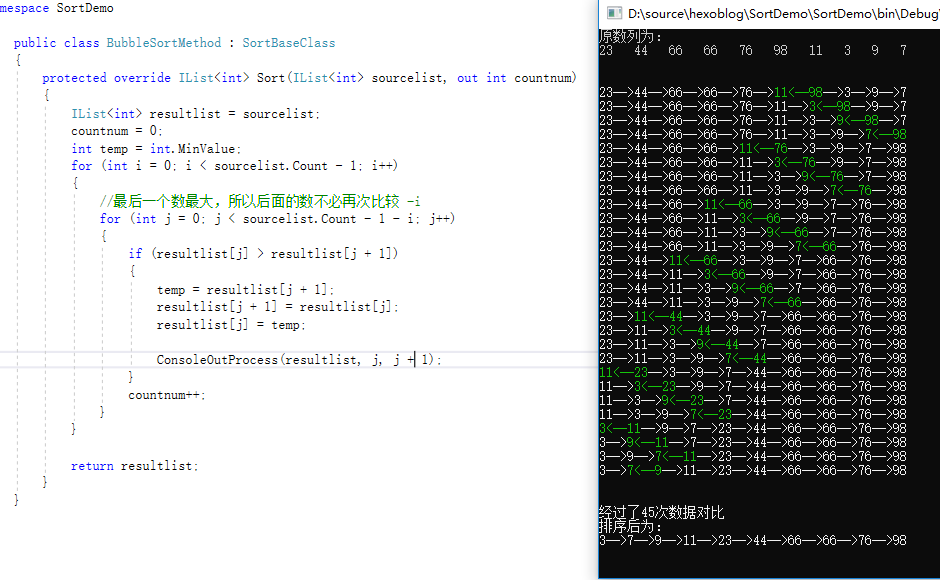 mespace SortDemo
public class BubbleSortMethod : SortBaseClass
{
protected override IList<int> Sort(IList<int> sourcelist, out int countnum)
{
IList<int> resultlist = sourcelist;
countnum = 0;
int temp = int.MinValue;
for (int i = 0; i < sourcelist.Count - 1; i++)
{
//最后一个数最大，所以后面的数不必再次比较 -i
for (int j = 0; j < sourcelist.Count - 1 - i; j++)
{
if (resultlist[j] > resultlist[j + 1])
{
temp = resultlist[j + 1];
resultlist[j + 1] = resultlist[j];
resultlist[j] = temp;
ConsoleOutProcess(resultlist, j, j + 1);
}
countnum++;
}
}
return resultlist;
}
}
D:\source\hexoblog\SortDemo\SortDemo\bin\Debug\
原数列为：
23 44 66 66 76 98 11 3 9 7
23—>44—>66—>66—>76—>11<—98—>3—>9—>7
23—>44—>66—>66—>76—>11—>3<—98—>9—>7
23—>44—>66—>66—>76—>11—>3—>9<—98—>7
23—>44—>66—>66—>76—>11—>3—>9—>7<—98
23—>44—>66—>66—>11<—76—>3—>9—>7—>98
23—>44—>66—>66—>11—>3<—76—>9—>7—>98
23—>44—>66—>66—>11—>3—>9<—76—>7—>98
23—>44—>66—>66—>11—>3—>9—>7<—76—>98
23—>44—>66—>11<—66—>3—>9—>7—>76—>98
23—>44—>66—>11—>3<—66—>9—>7—>76—>98
23—>44—>66—>11—>3—>9<—66—>7—>76—>98
23—>44—>66—>11—>3—>9—>7<—66—>76—>98
23—>44—>11<—66—>3—>9—>7—>66—>76—>98
23—>44—>11—>3<—66—>9—>7—>66—>76—>98
23—>44—>11—>3—>9<—66—>7—>66—>76—>98
23—>44—>11—>3—>9—>7<—66—>66—>76—>98
23—>11<—44—>3—>9—>7—>66—>66—>76—>98
23—>11—>3<—44—>9—>7—>66—>66—>76—>98
23—>11—>3—>9<—44—>7—>66—>66—>76—>98
23—>11—>3—>9—>7<—44—>66—>66—>76—>98
11<—23—>3—>9—>7—>44—>66—>66—>76—>98
11—>3<—23—>9—>7—>44—>66—>66—>76—>98
11—>3—>9<—23—>7—>44—>66—>66—>76—>98
11—>3—>9—>7<—23—>44—>66—>66—>76—>98
3<—11—>9—>7—>23—>44—>66—>66—>76—>98
3—>9<—11—>7—>23—>44—>66—>66—>76—>98
3—>9—>7<—11—>23—>44—>66—>66—>76—>98
3—>7<—9—>11—>23—>44—>66—>66—>76—>98
经过了45次数据对比
排序后为：
3—>7—>9—>11—>23—>44—>66—>66—>76—>98